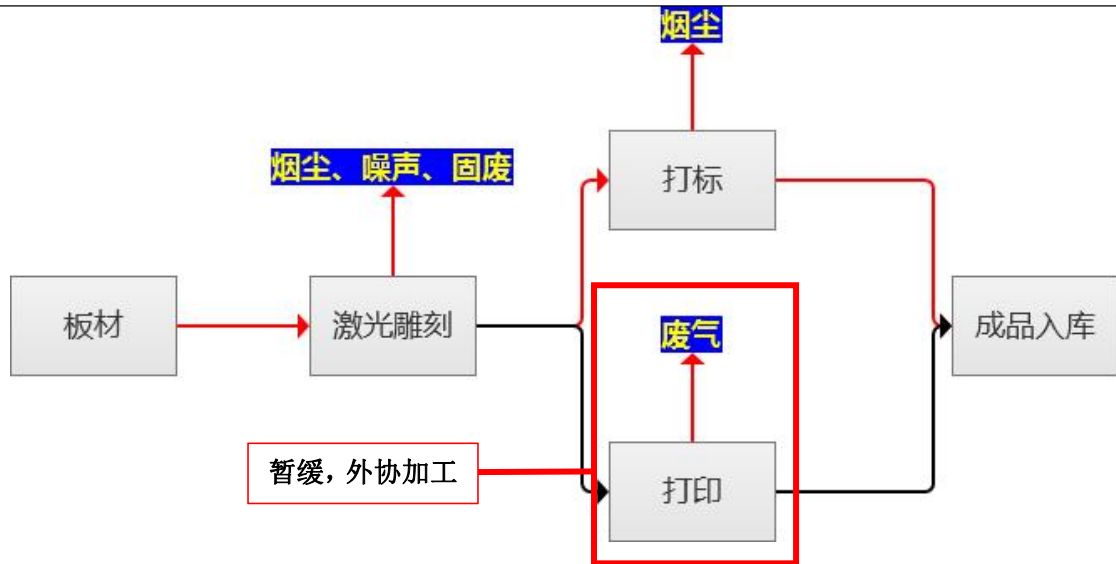 烟尘
打标
烟尘、噪声、固废
板材
激光雕刻
废气
成品入库
暂缓，外协加工
打印